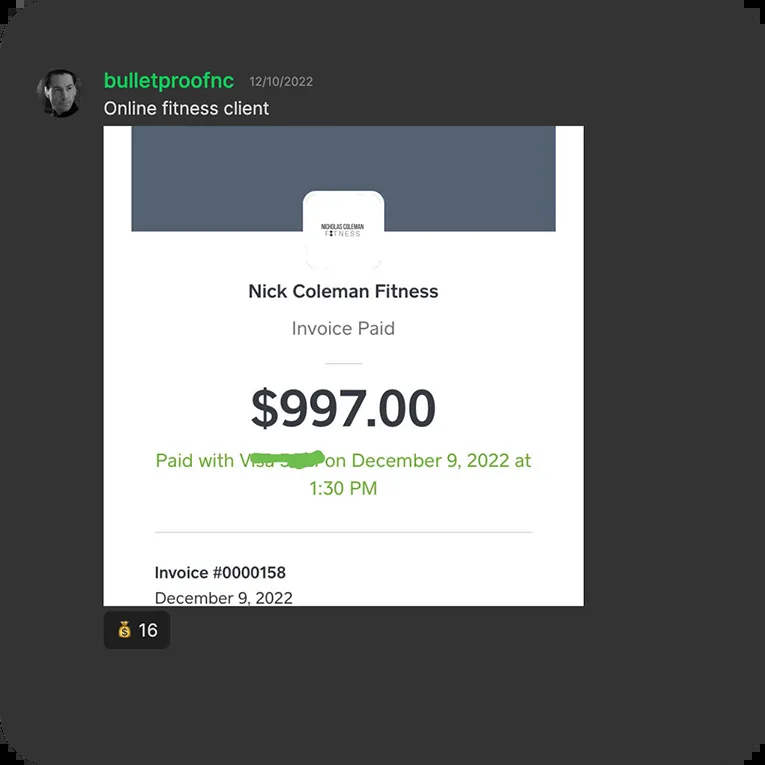 bulletproofnc 12/10/2022
Online fitness client
NICHOLAS COLEMAN
FITNESS
Nick Coleman Fitness
Invoice Paid
$997.00
Paid with Visa on December 9, 2022 at
1:30 PM
Invoice #0000158
December 9, 2022
16